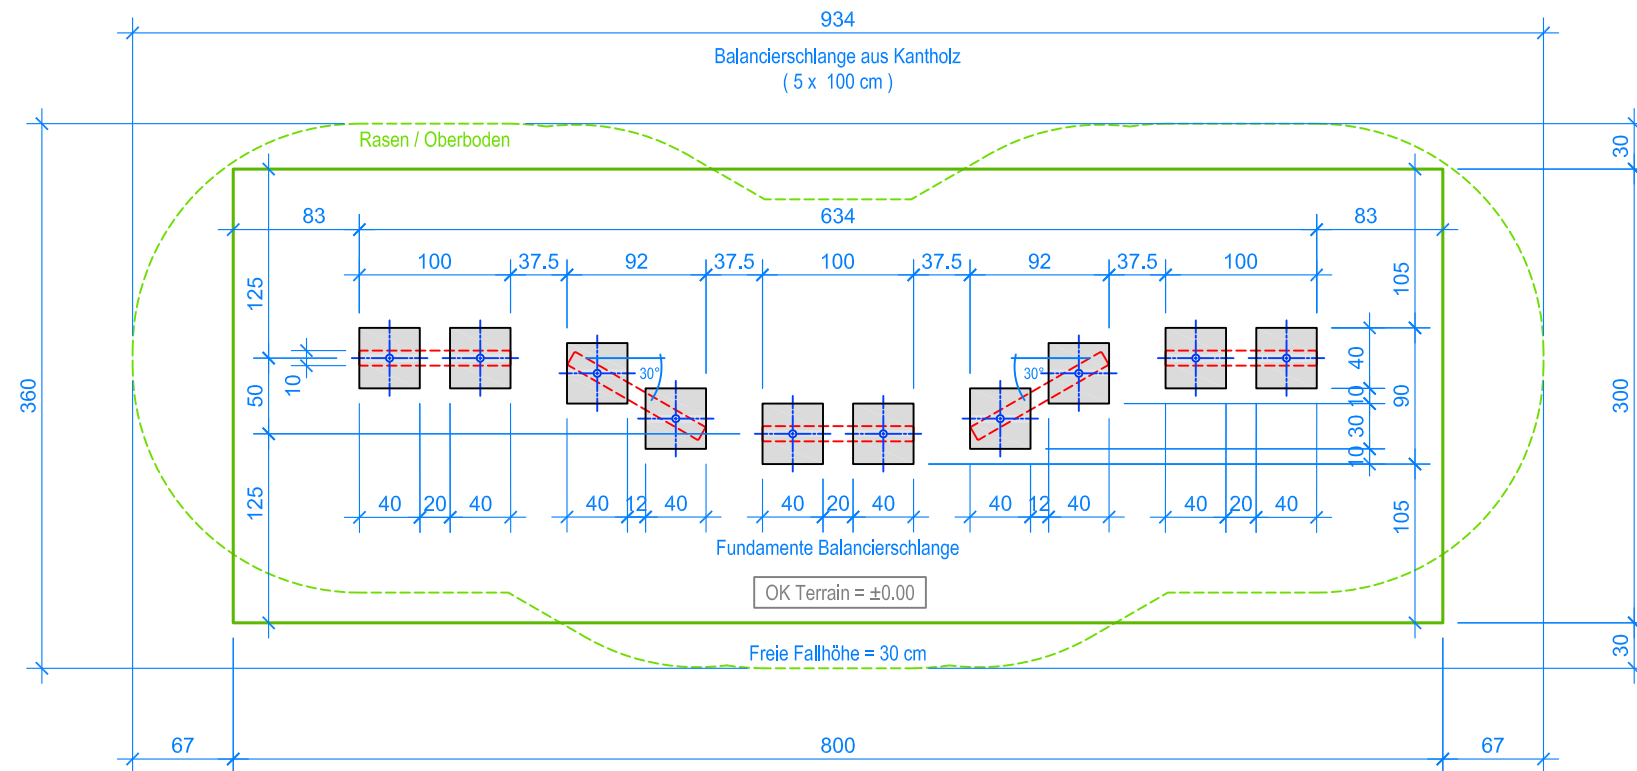 934
Balancierschlange aus Kantholz
( 5 x 100 cm )
Rasen / Oberboden
30
83 634 83
100 37.5 92 37.5 100 37.5 92 37.5 100
125
105
10
30°
30°
40
360
50
10
90
300
30
10
40 20 40 40 12 40 40 20 40 40 12 40 40 20 40
125
105
Fundamente Balancierschlange
OK Terrain = ±0.00
Freie Fallhöhe = 30 cm
30
67 800 67